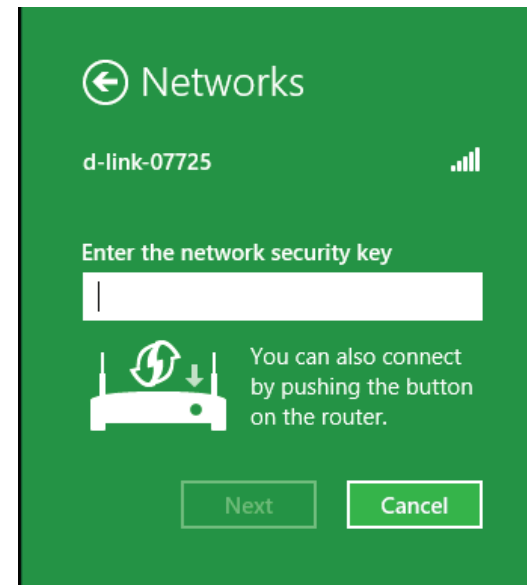 Networks
d-link-07725
Enter the network security key
You can also connect
by pushing the button
on the router.
Next
Cancel